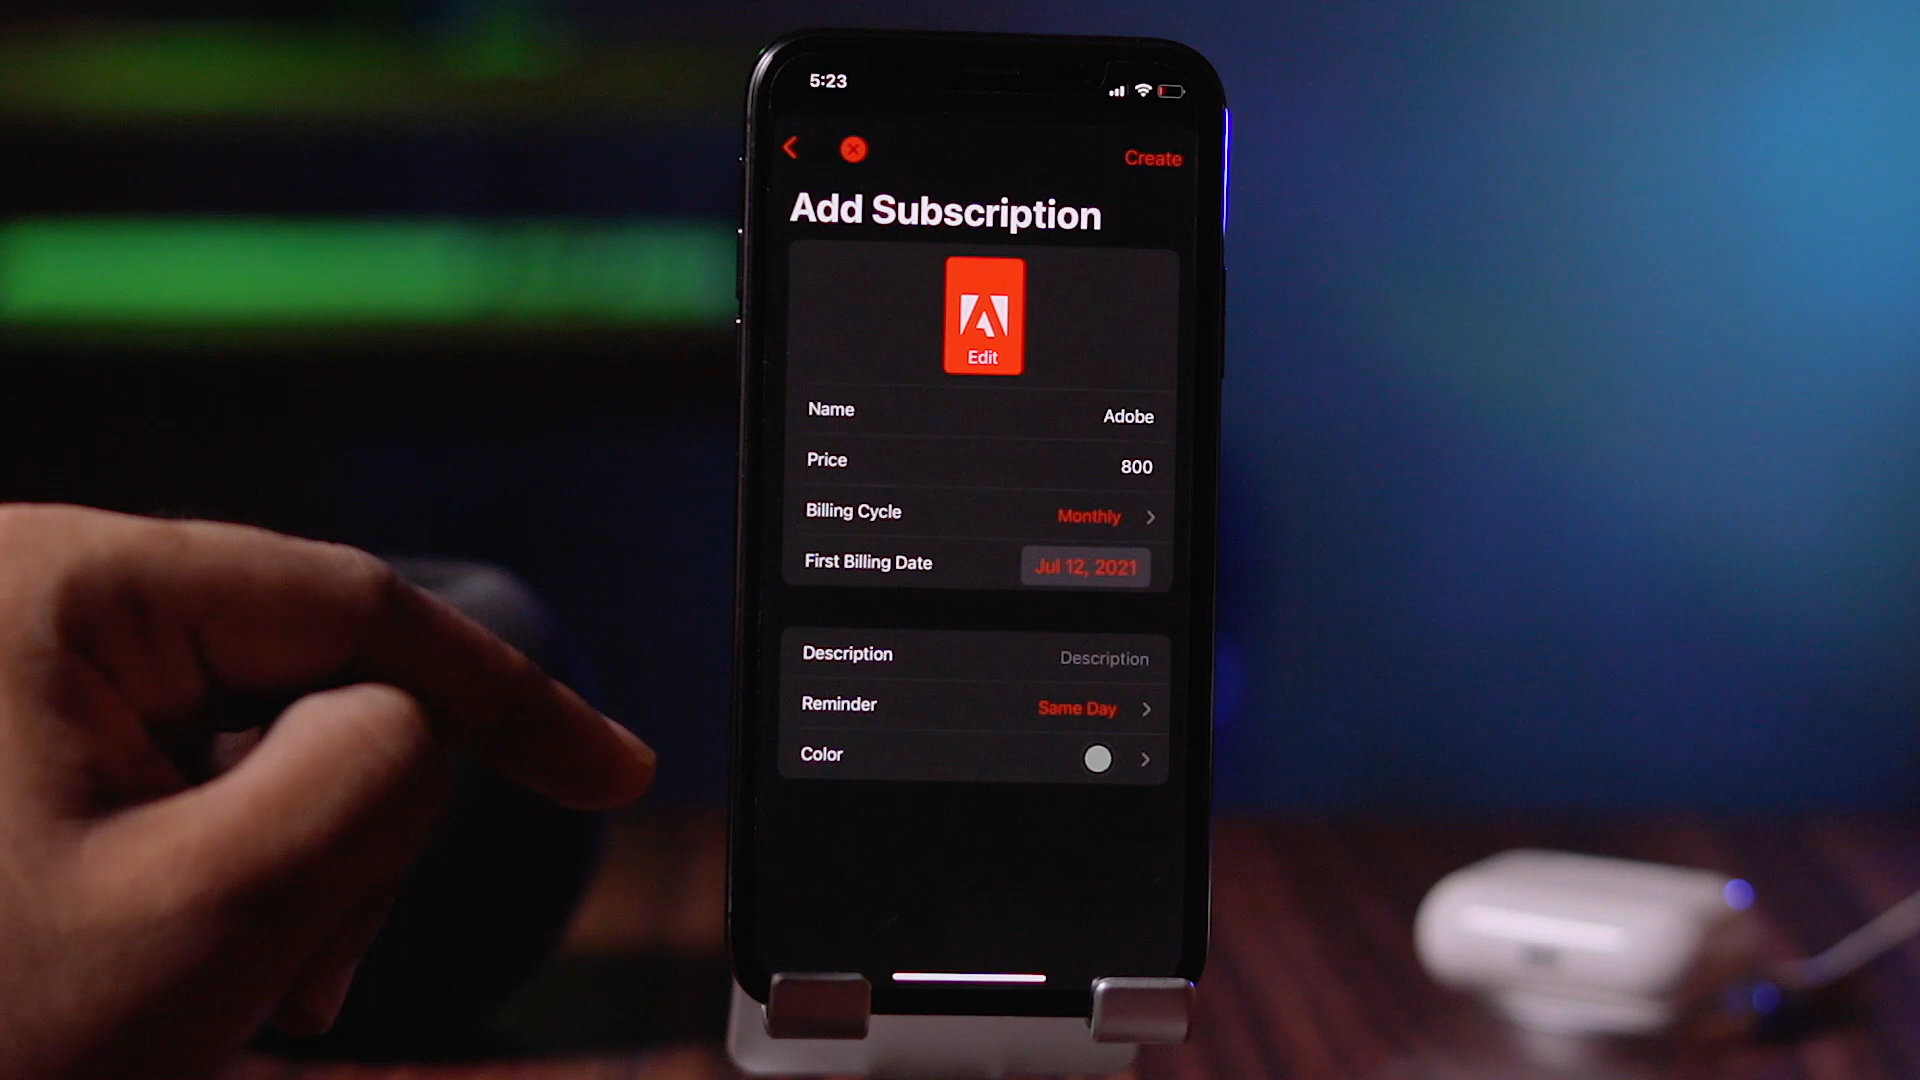 5:23
Create
Add Subscription
Edit
Name Adobe
Price 800
Billing Cycle Monthly
First Billing Date Jul 12, 2021
Description Description
Reminder Same Day
Color